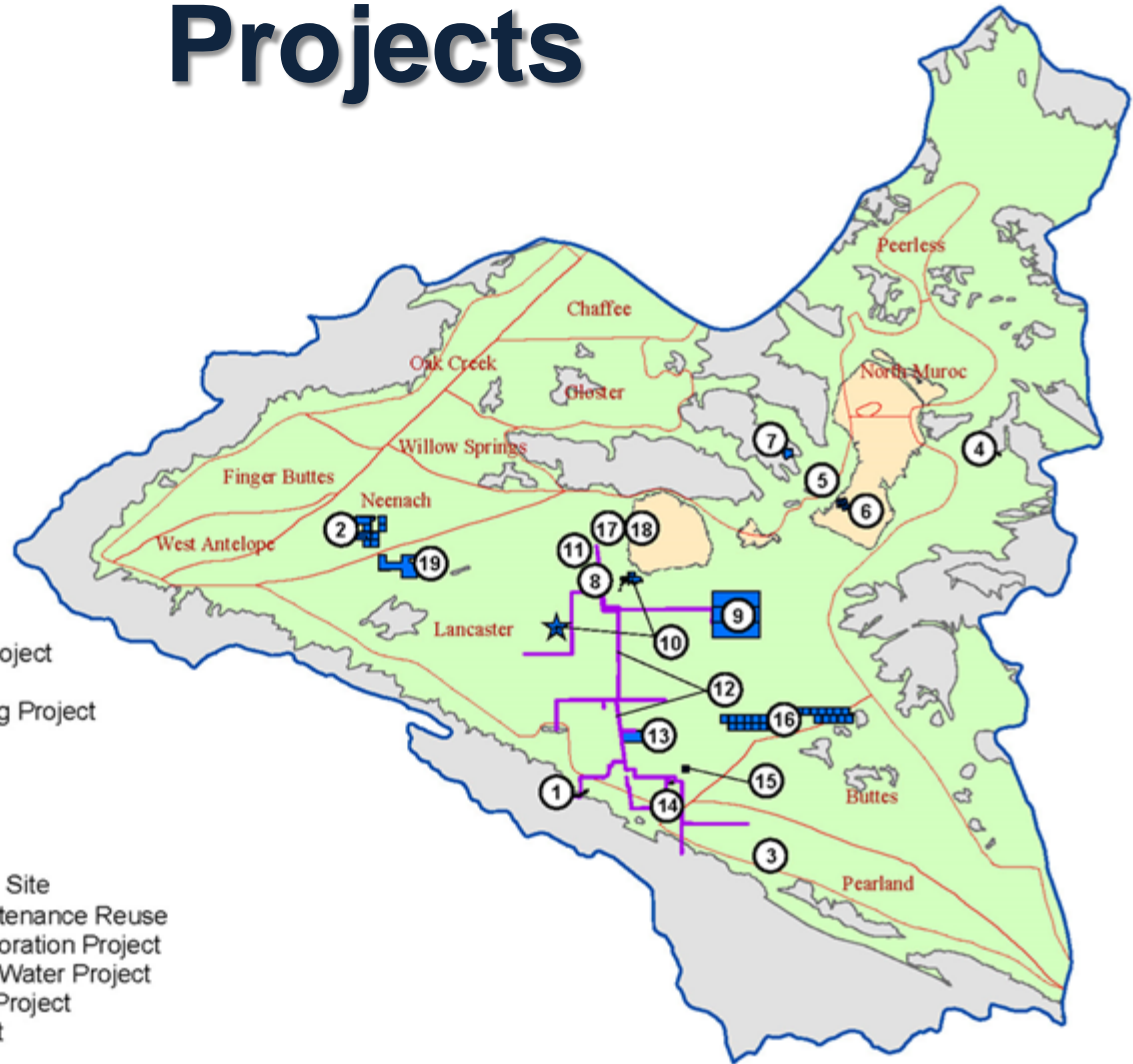 Projects
Peerless
Chaffee
Oak Creek
North Muroc
Gloster
7
4
Willow Springs
Finger Buttes
5
Neenach
6
2
17
18
West Antelope
11
19
8
9
Lancaster
10
oject
12
g Project
16
13
15
1
14
Buttes
3
Pearland
Site
tenance Reuse
oration Project
Water Project
Project
t